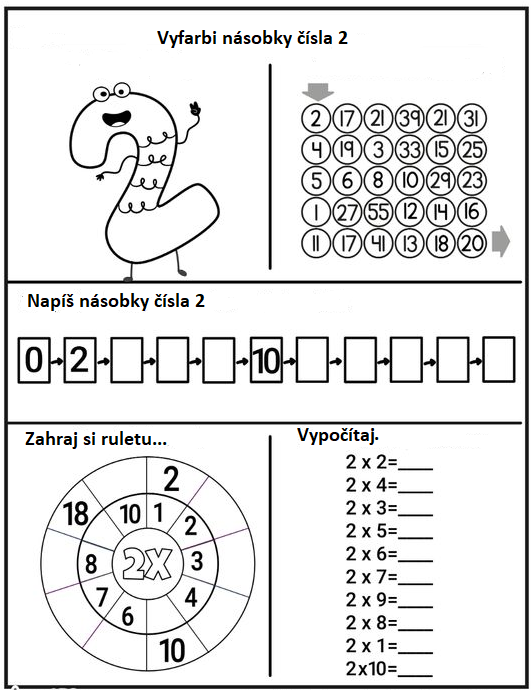 Vyfarbi násobky čísla 2
2 17 21 39 21 31
4 19 3 33 15 25
5 6 8 10 29 23
1 27 55 12 14 16
11 17 41 13 18 20
Napíš násobky čísla 2
0 2 10
Zahraj si ruletu...
2
18
10 1
2
8 3
2X
7 4
6
10
Vypočítaj.
2 x 2=____
2 x 4=____
2 x 3=____
2 x 5=____
2 x 6=____
2 x 7=____
2 x 9=____
2 x 8=____
2 x 1=____
2x10=____